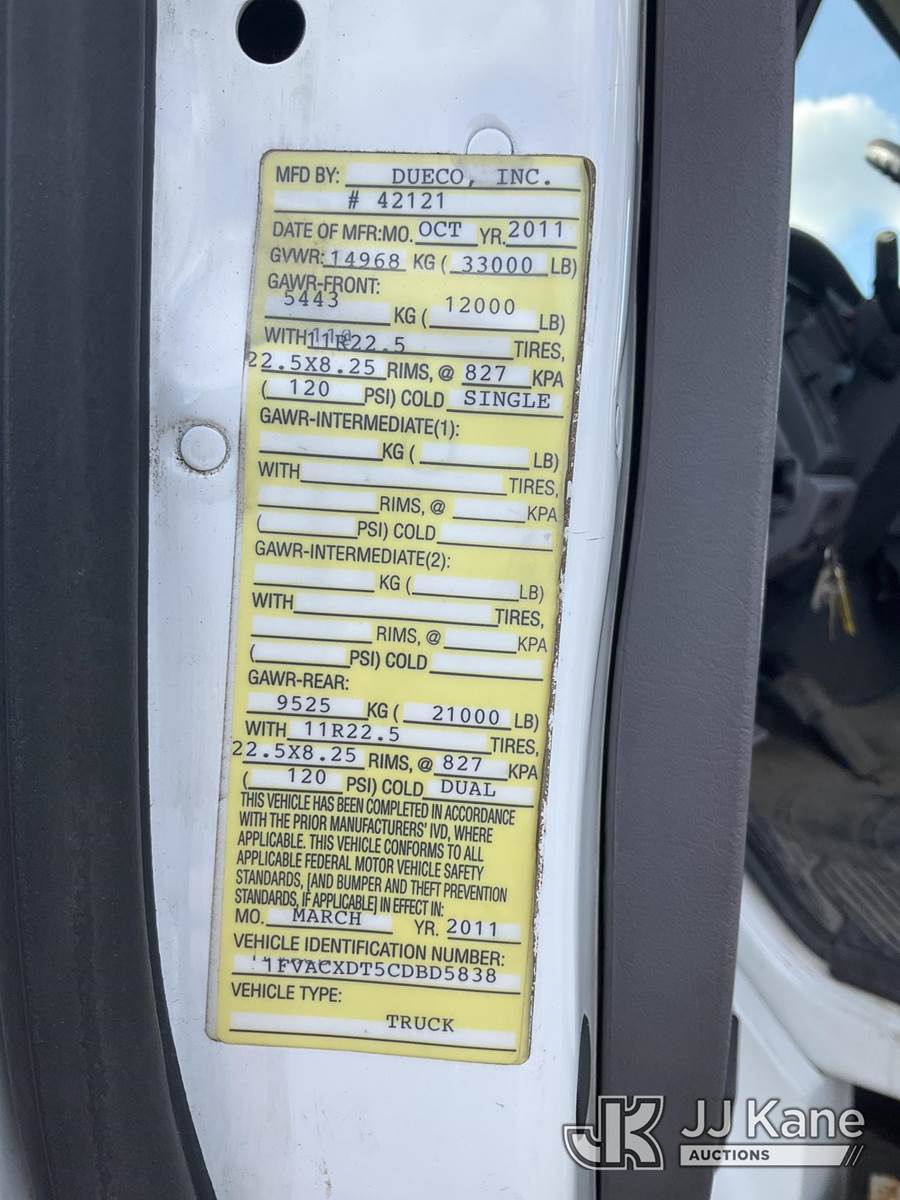 MFD BY: DUECO, INC.
# 42121
DATE OF MFR:MO. OCT YR. 2011
GVWR: 14968 KG ( 33000 LB)
GAWR-FRONT:
5443 KG ( 12000 LB)
WITH 11R22.5 TIRES,
22.5X8.25 RIMS, @ 827 KPA
( 120 PSI) COLD SINGLE
GAWR-INTERMEDIATE(1):
KG ( LB)
WITH TIRES,
RIMS, @ KPA
( PSI) COLD
GAWR-INTERMEDIATE(2):
KG ( LB)
WITH TIRES,
RIMS, @ KPA
( PSI) COLD
GAWR-REAR:
9525 KG ( 21000 LB)
WITH 11R22.5 TIRES,
22.5X8.25 RIMS, @ 827 KPA
( 120 PSI) COLD DUAL
THIS VEHICLE HAS BEEN COMPLETED IN ACCORDANCE
WITH THE PRIOR MANUFACTURERS' IVD, WHERE
APPLICABLE. THIS VEHICLE CONFORMS TO ALL
APPLICABLE FEDERAL MOTOR VEHICLE SAFETY
STANDARDS, [AND BUMPER AND THEFT PREVENTION
STANDARDS, IF APPLICABLE] IN EFFECT IN:
MO. MARCH YR. 2011
VEHICLE IDENTIFICATION NUMBER:
1FVACXDT5CDBD5838
VEHICLE TYPE:
TRUCK
JK JJ Kane
AUCTIONS